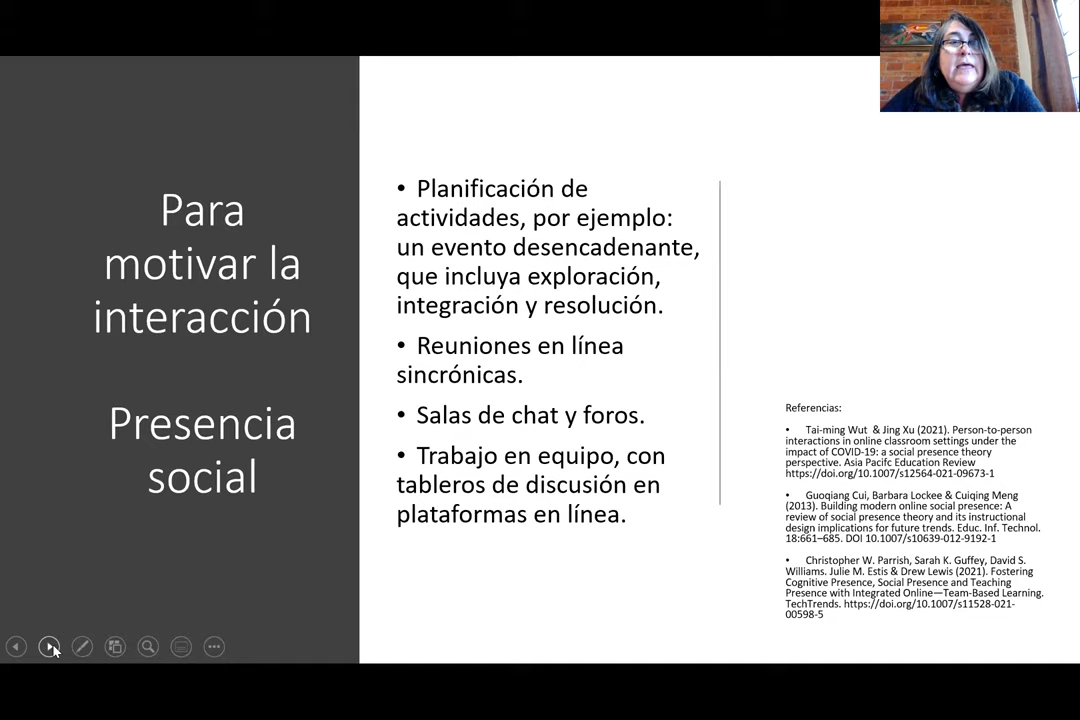 Para
motivar la
interacción
Presencia
social
• Planificación de
actividades, por ejemplo:
un evento desencadenante,
que incluya exploración,
integración y resolución.
• Reuniones en línea
sincrónicas.
• Salas de chat y foros.
• Trabajo en equipo, con
tableros de discusión en
plataformas en línea.
Referencias:
• Tai-ming Wut & Jing Xu (2021). Person-to-person
interactions in online classroom settings under the
impact of COVID-19: a social presence theory
perspective. Asia Pacifc Education Review
https://doi.org/10.1007/s12564-021-09673-1
• Guoqiang Cui, Barbara Lockee & Cuiqing Meng
(2013). Building modern online social presence: A
review of social presence theory and its instructional
design implications for future trends. Educ. Inf. Technol.
18:661–685. DOI 10.1007/s10639-012-9192-1
• Christopher W. Parrish, Sarah K. Guffey, David S.
Williams. Julie M. Estis & Drew Lewis (2021). Fostering
Cognitive Presence, Social Presence and Teaching
Presence with Integrated Online—Team-Based Learning.
TechTrends. https://doi.org/10.1007/s11528-021-
00598-5